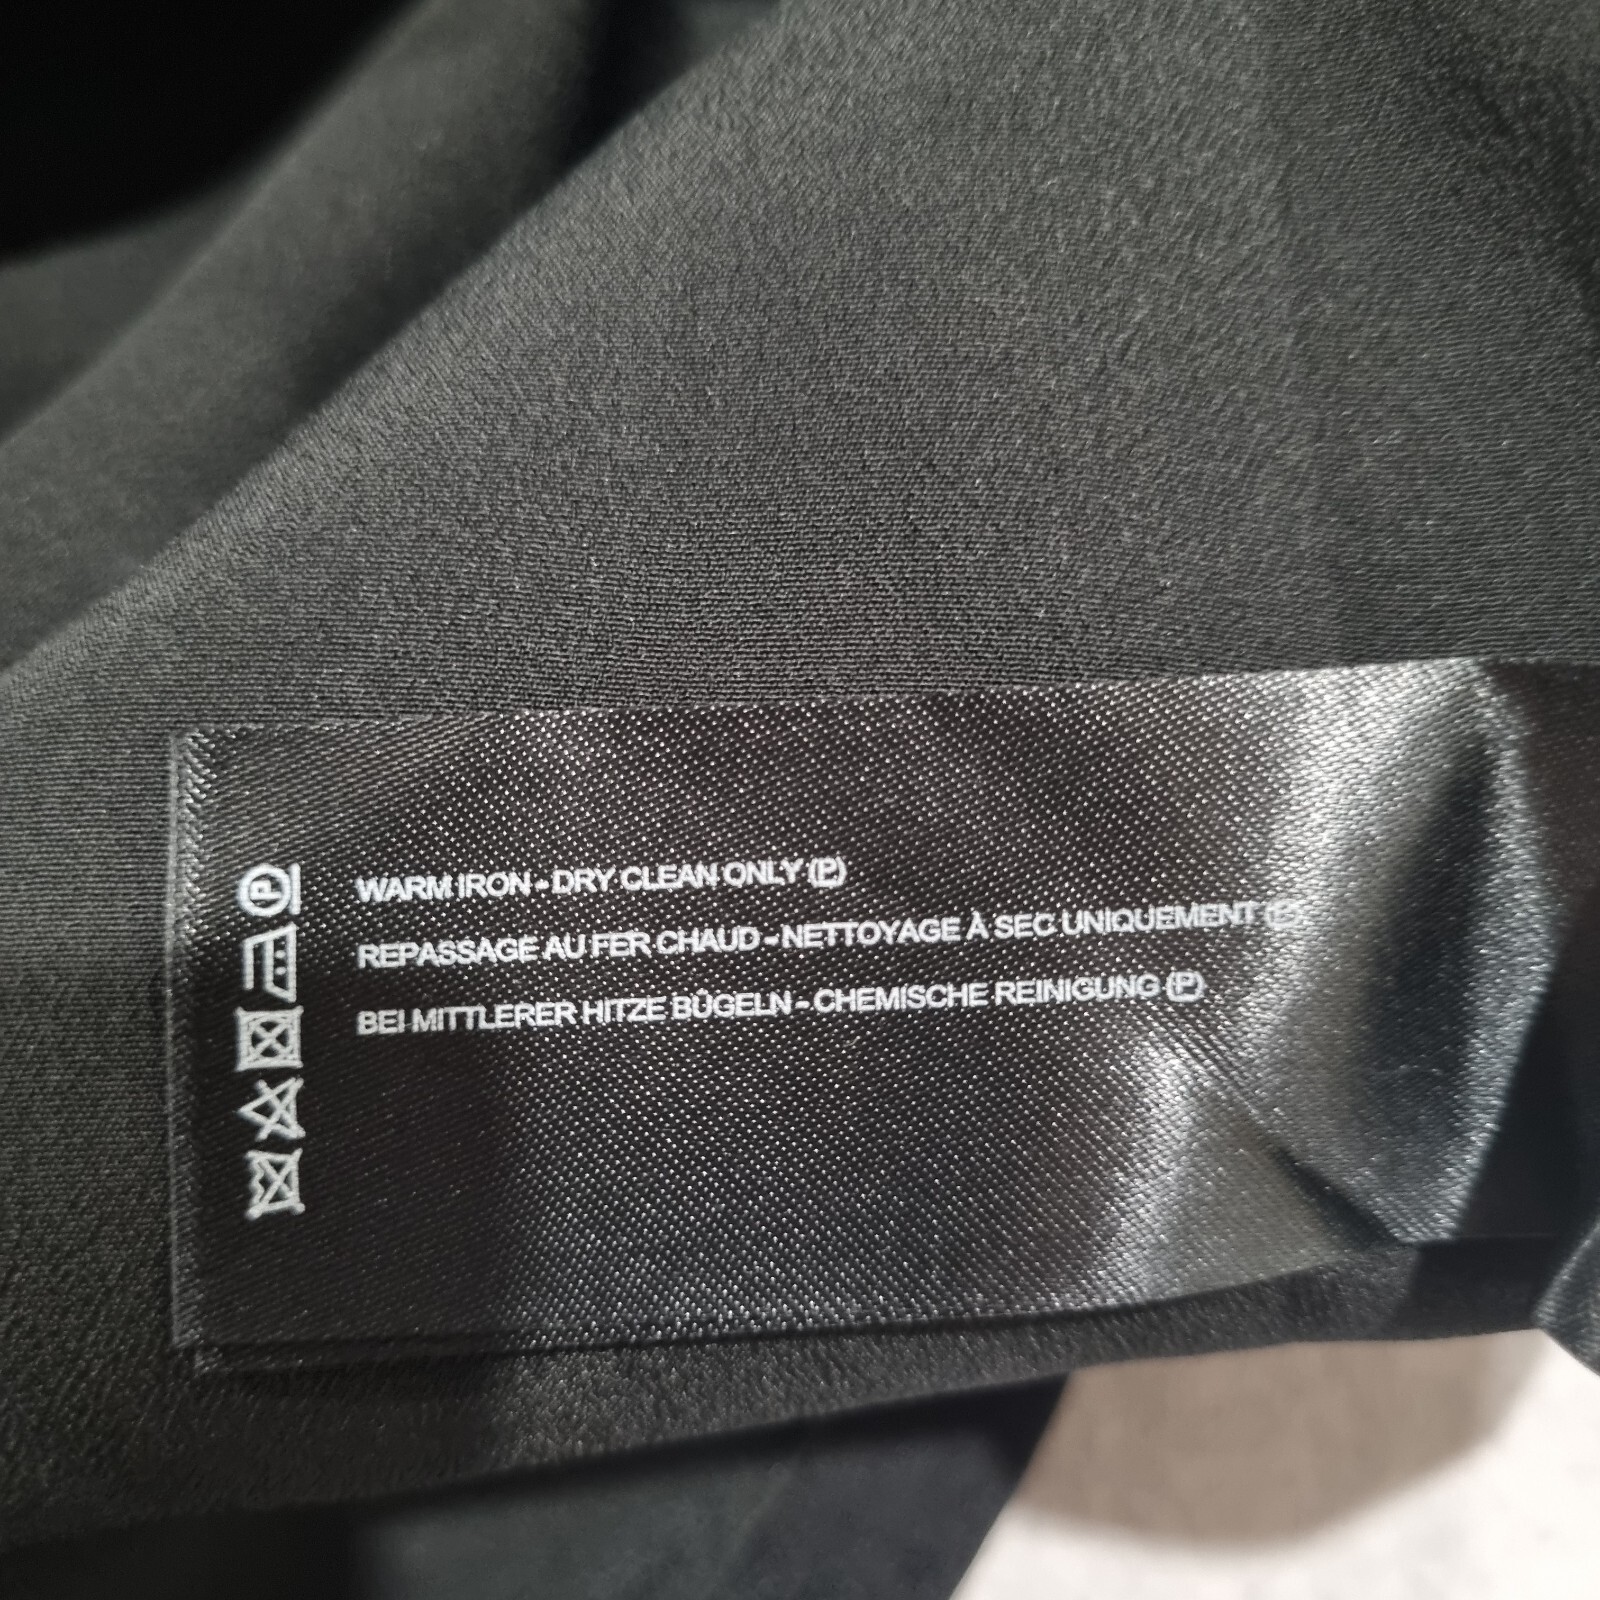 WARM IRON - DRY CLEAN ONLY Ⓟ
REPASSAGE AU FER CHAUD - NETTOYAGE À SEC UNIQUEMENT Ⓟ
BEI MITTLERER HITZE BÜGELN - CHEMISCHE REINIGUNG Ⓟ